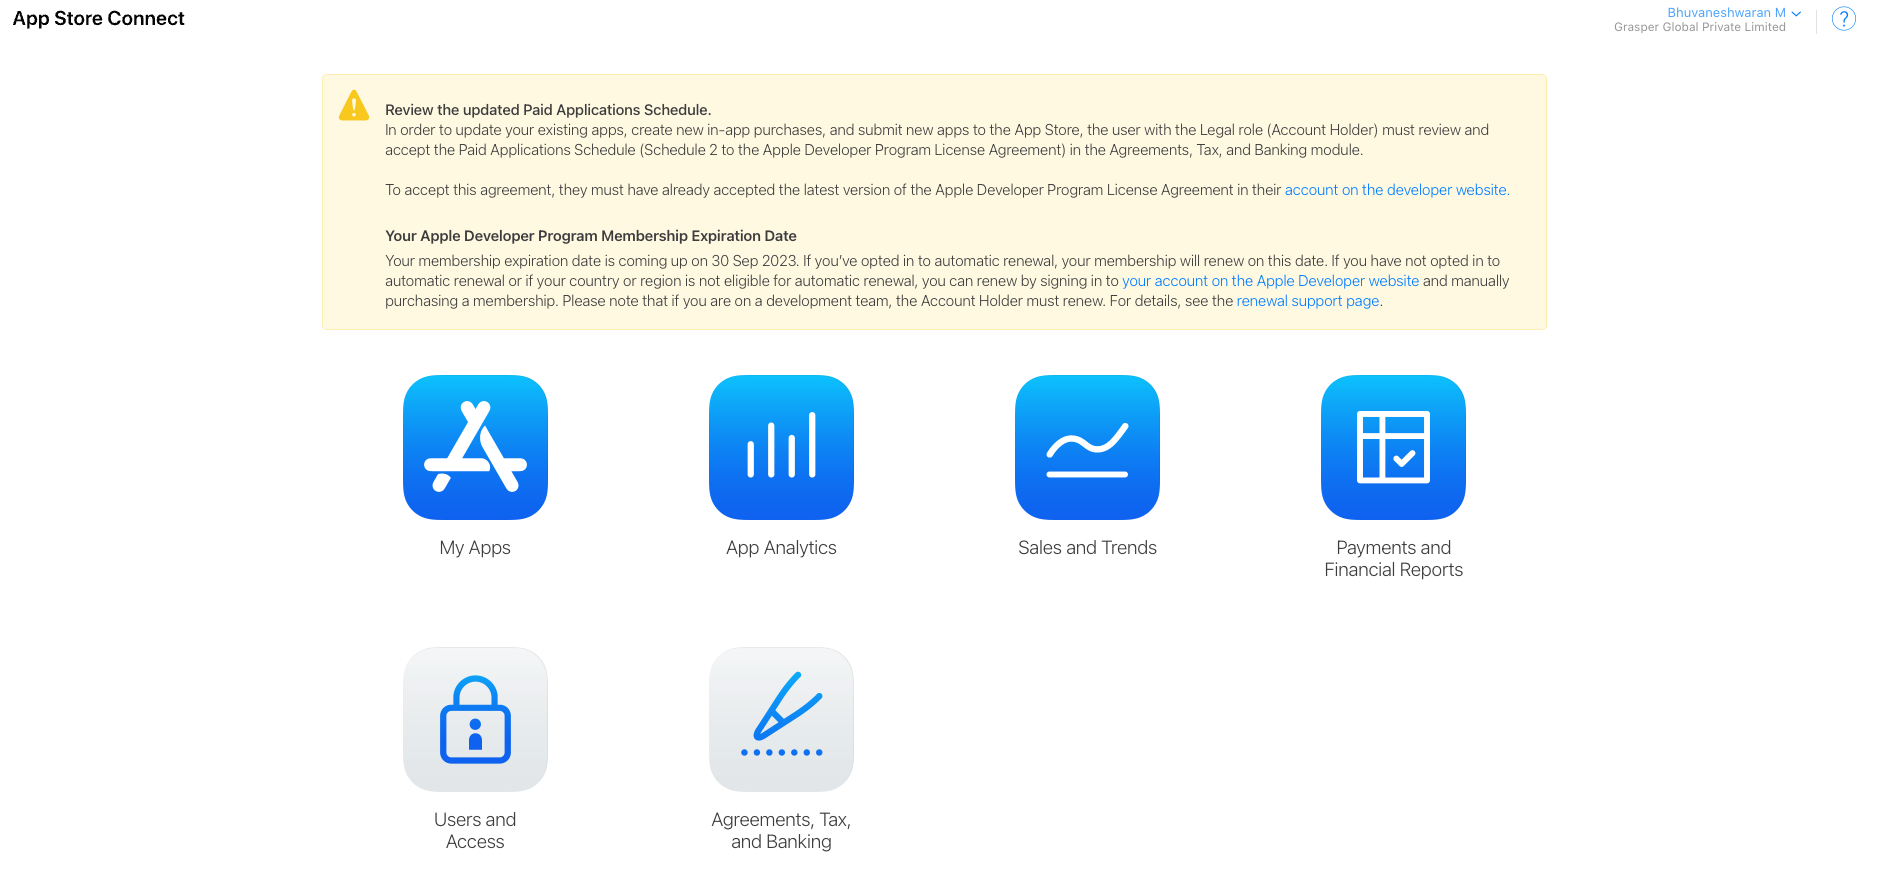 App Store Connect
Bhuvaneshwaran M
Grasper Global Private Limited
?
Review the updated Paid Applications Schedule.
In order to update your existing apps, create new in-app purchases, and submit new apps to the App Store, the user with the Legal role (Account Holder) must review and
accept the Paid Applications Schedule (Schedule 2 to the Apple Developer Program License Agreement) in the Agreements, Tax, and Banking module.
To accept this agreement, they must have already accepted the latest version of the Apple Developer Program License Agreement in their account on the developer website.
Your Apple Developer Program Membership Expiration Date
Your membership expiration date is coming up on 30 Sep 2023. If you've opted in to automatic renewal, your membership will renew on this date. If you have not opted in to
automatic renewal or if your country or region is not eligible for automatic renewal, you can renew by signing in to your account on the Apple Developer website and manually
purchasing a membership. Please note that if you are on a development team, the Account Holder must renew. For details, see the renewal support page.
My Apps
App Analytics
Sales and Trends
Payments and
Financial Reports
Users and
Access
Agreements, Tax,
and Banking